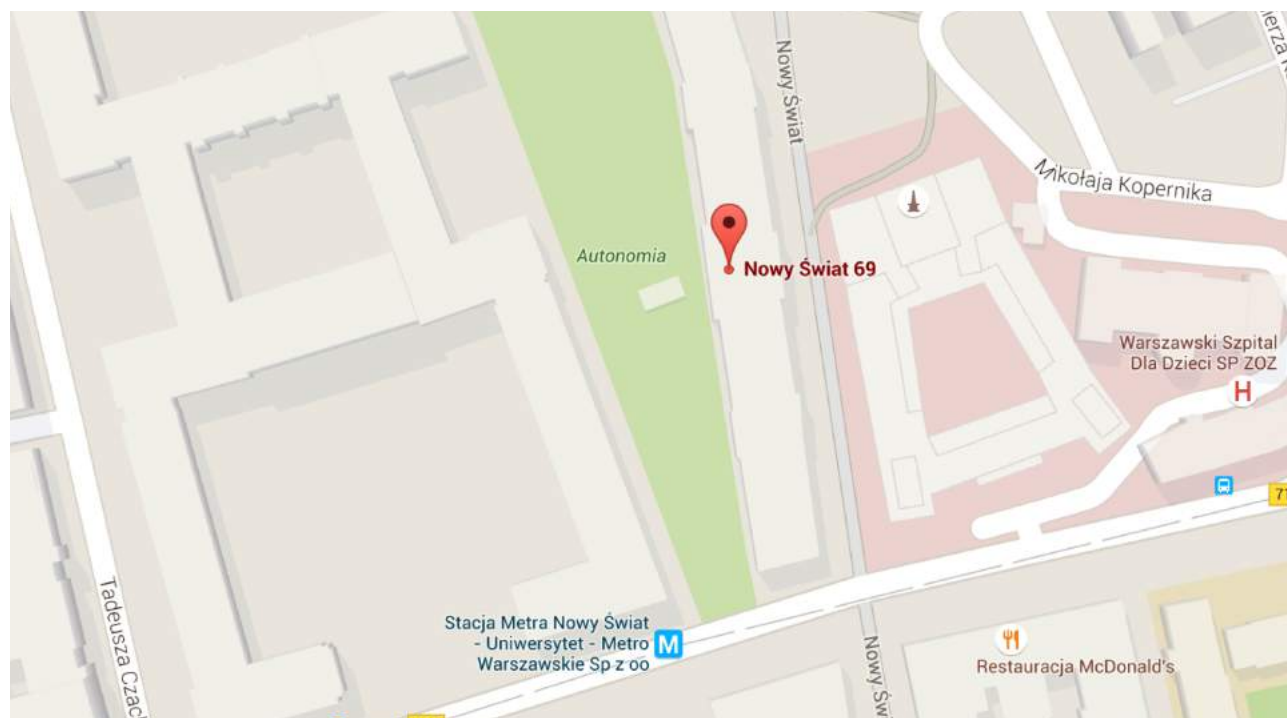 Nowy Świat
Mikołaja Kopernika
Autonomia
Nowy Świat 69
Warszawski Szpital
Dla Dzieci SP ZOZ
H
71
Tadeusza Czac
Stacja Metra Nowy Świat
- Uniwersytet - Metro
Warszawskie Sp z oo
M
Nowy Św
Restauracja McDonald's